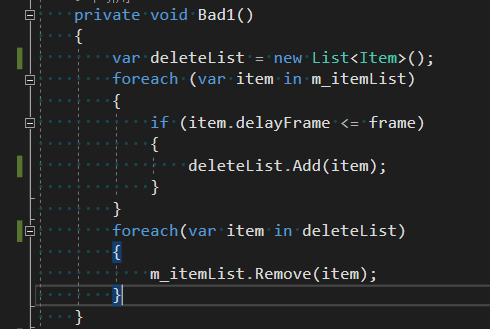 private void Bad1()
{
var deleteList = new List<Item>();
foreach (var item in m_itemList)
{
if (item.delayFrame <= frame)
{
deleteList.Add(item);
}
}
foreach(var item in deleteList)
{
m_itemList.Remove(item);
}
}